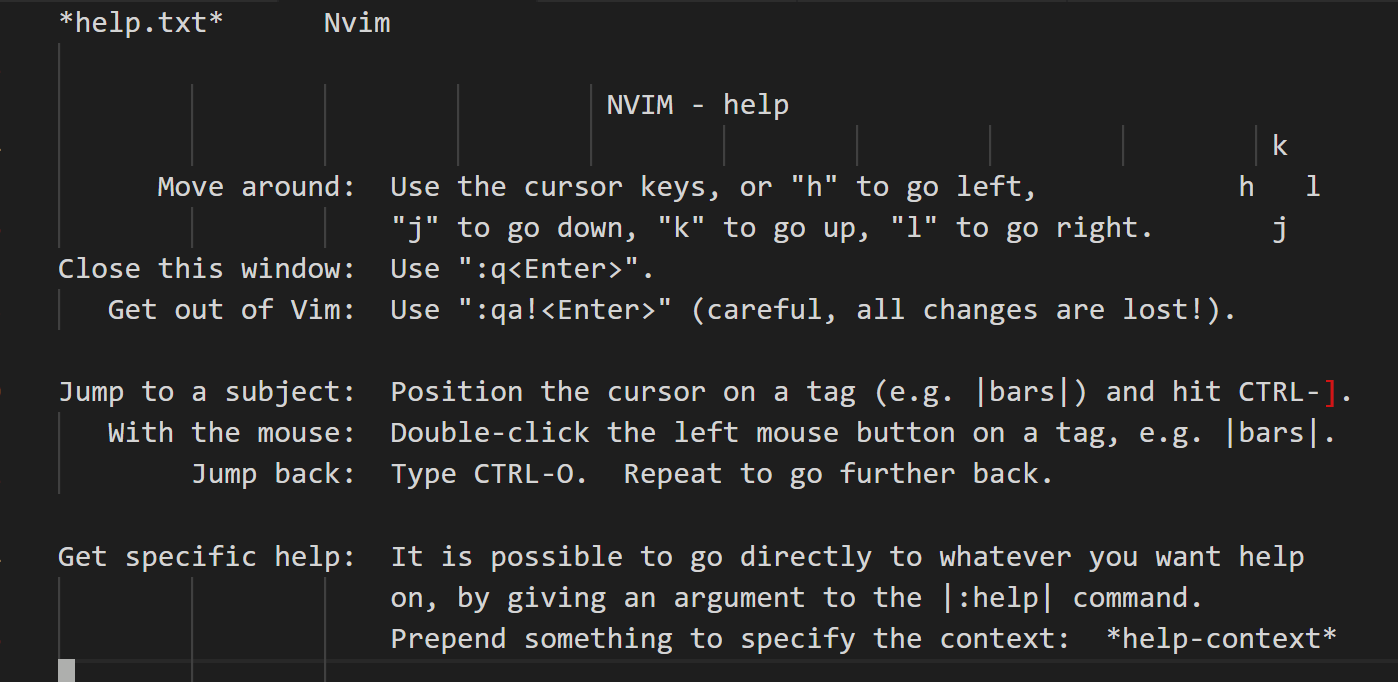 *help.txt*      Nvim
NVIM - help
k
Move around:  Use the cursor keys, or "h" to go left,  h   l
"j" to go down, "k" to go up, "l" to go right.  j
Close this window:  Use ":q<Enter>".
Get out of Vim:  Use ":qa!<Enter>" (careful, all changes are lost!).
Jump to a subject:  Position the cursor on a tag (e.g. |bars|) and hit CTRL-].
With the mouse:  Double-click the left mouse button on a tag, e.g. |bars|.
Jump back:  Type CTRL-O.  Repeat to go further back.
Get specific help:  It is possible to go directly to whatever you want help
on, by giving an argument to the |:help| command.
Prepend something to specify the context:  *help-context*